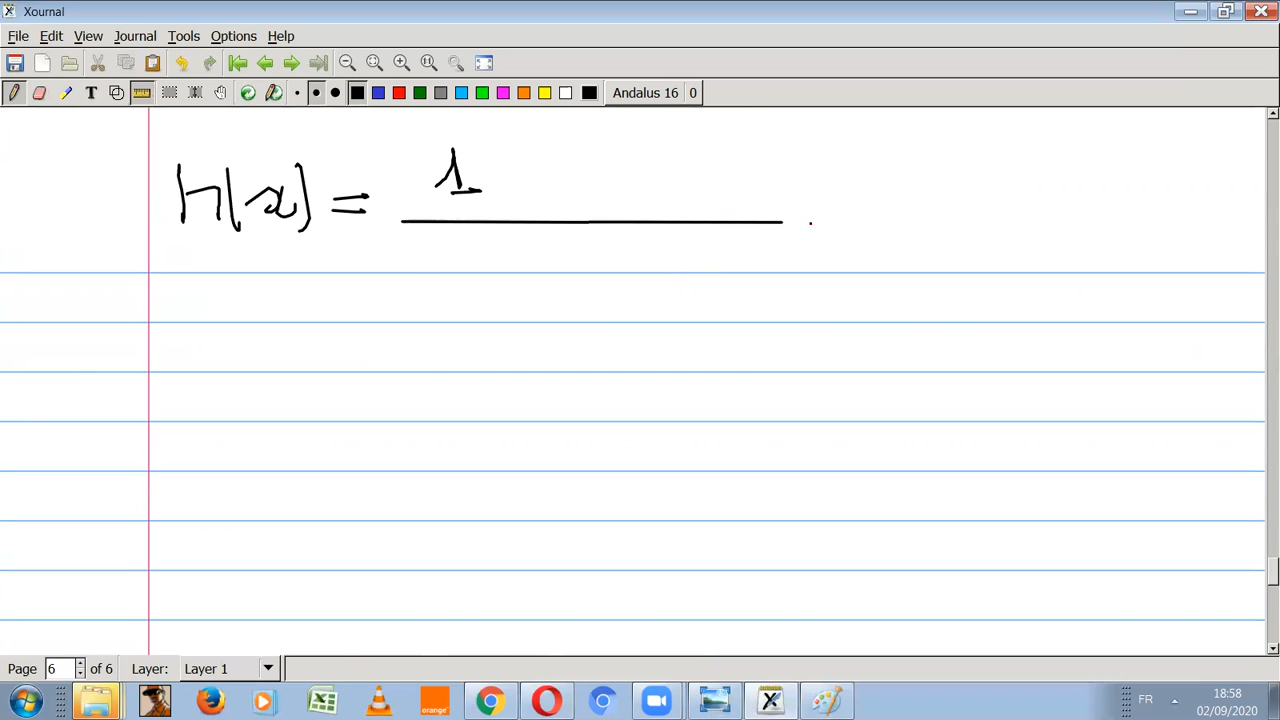 Xournal
File Edit View Journal Tools Options Help
Andalus 16 0
h(x) = 1
Page 6 of 6 Layer: Layer 1
orange
FR
18:58
02/09/2020